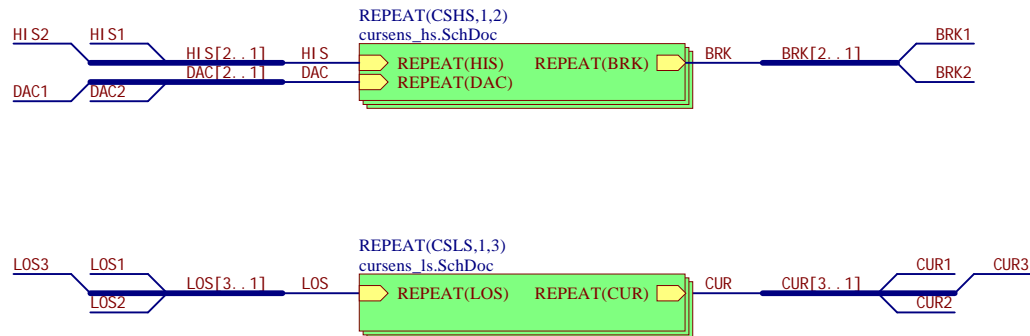 REPEAT(CSHS,1,2)
cursens_hs.SchDoc
HIS2
HIS1
HIS[2..1]
HIS
REPEAT(HIS)
REPEAT(BRK)
BRK
BRK[2..1]
BRK1
DAC[2..1]
DAC
REPEAT(DAC)
BRK2
DAC1
DAC2
REPEAT(CSLS,1,3)
cursens_ls.SchDoc
LOS3
LOS1
LOS[3..1]
LOS
REPEAT(LOS)
REPEAT(CUR)
CUR
CUR[3..1]
CUR1
CUR3
LOS2
CUR2